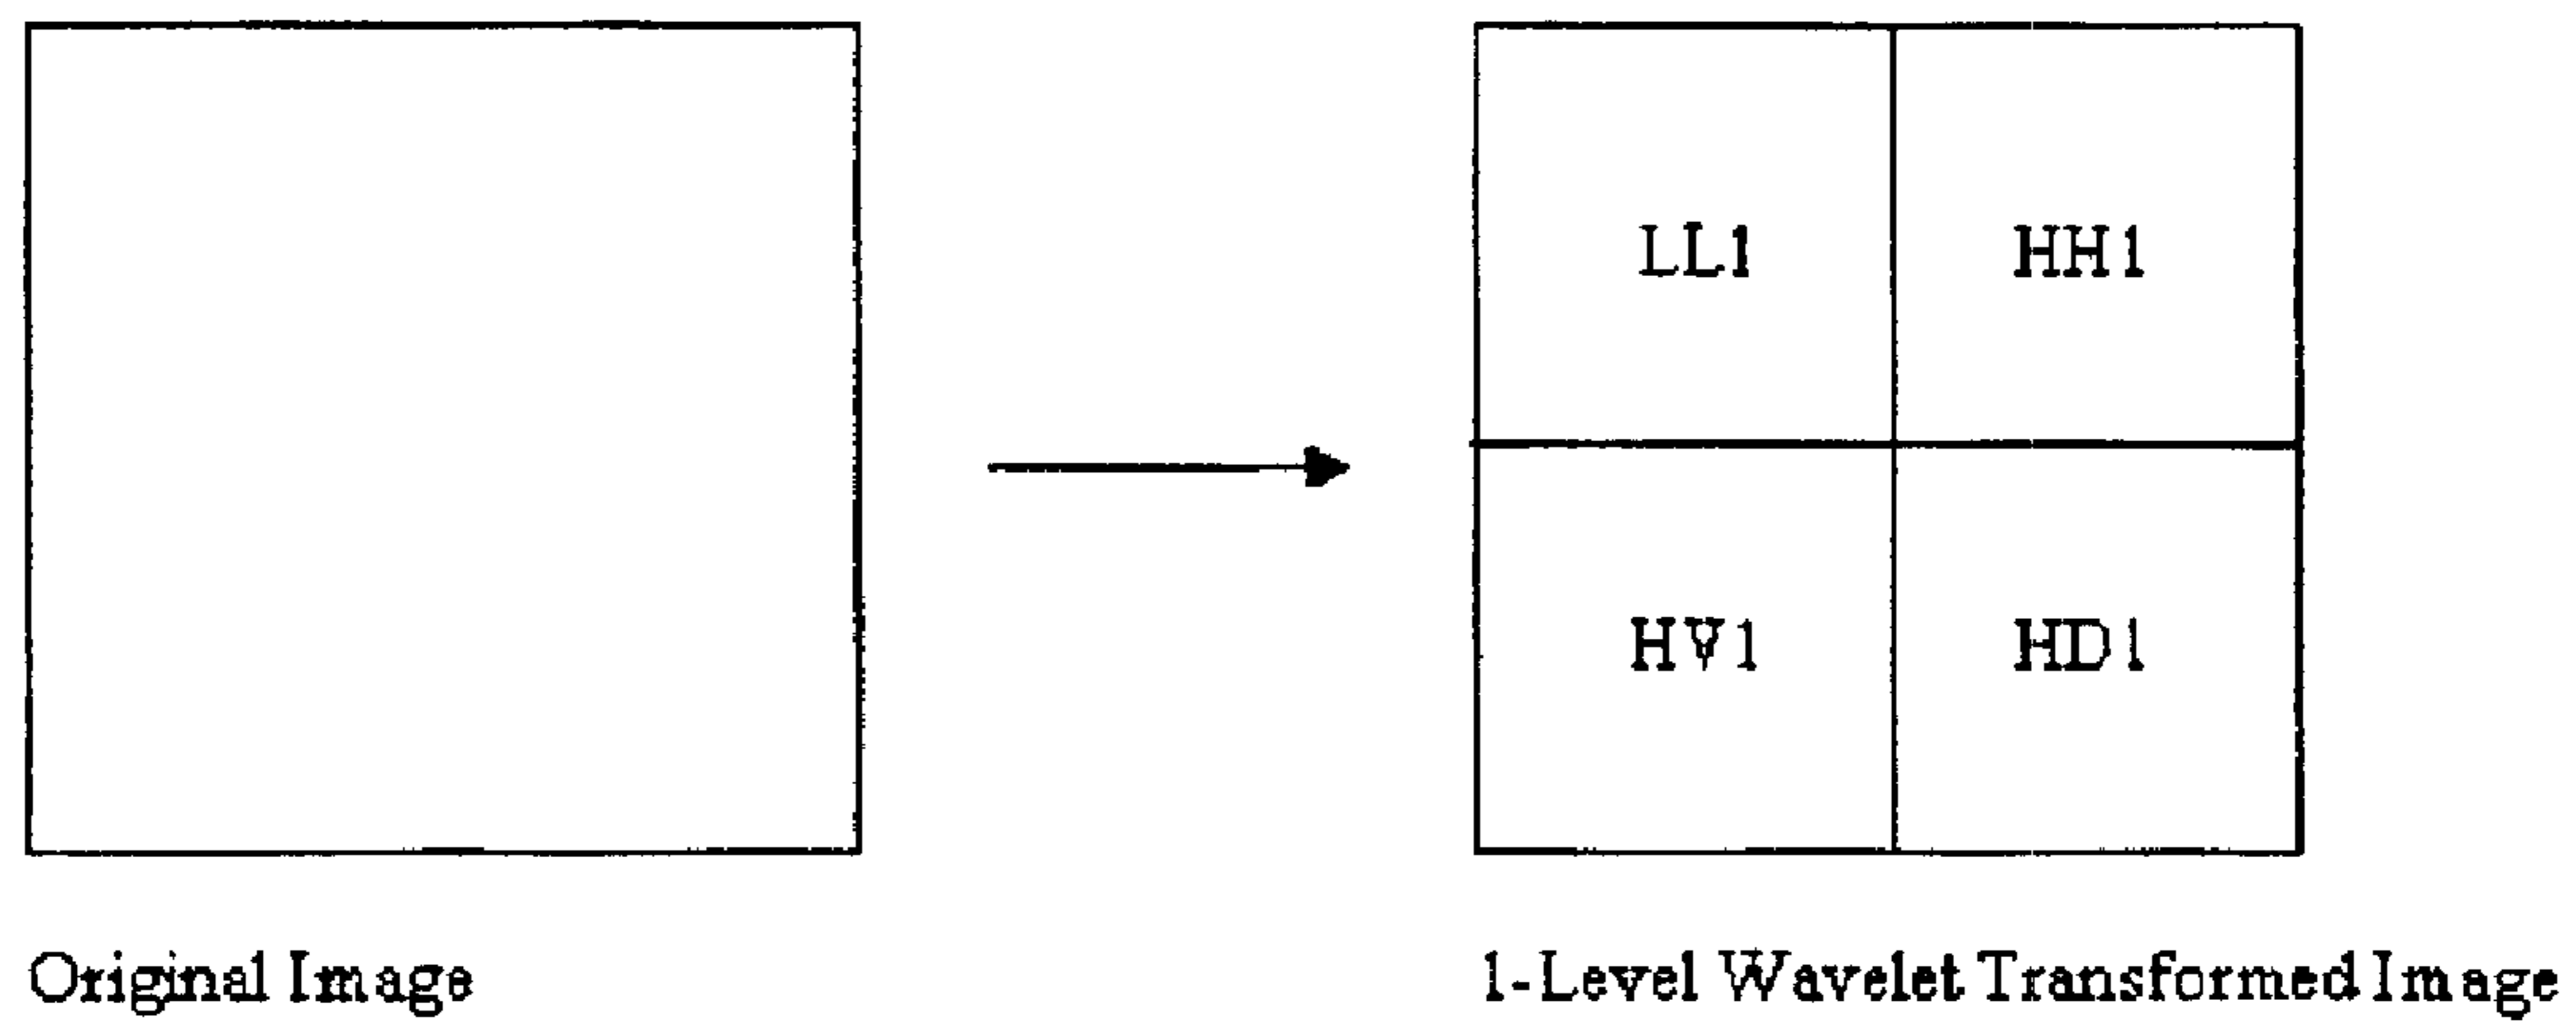 LL1 HH1
HV1 HD1
Original Image
1-Level Wavelet Transformed Image